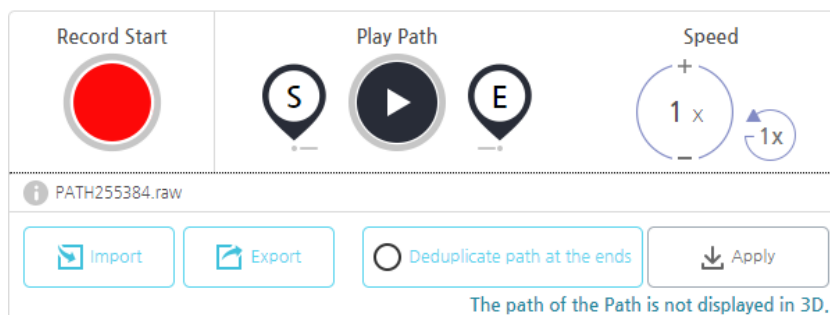 Record Start
Play Path
Speed
S
E
+
1 x
−
1x
PATH255384.raw
Import
Export
Deduplicate path at the ends
Apply
The path of the Path is not displayed in 3D.